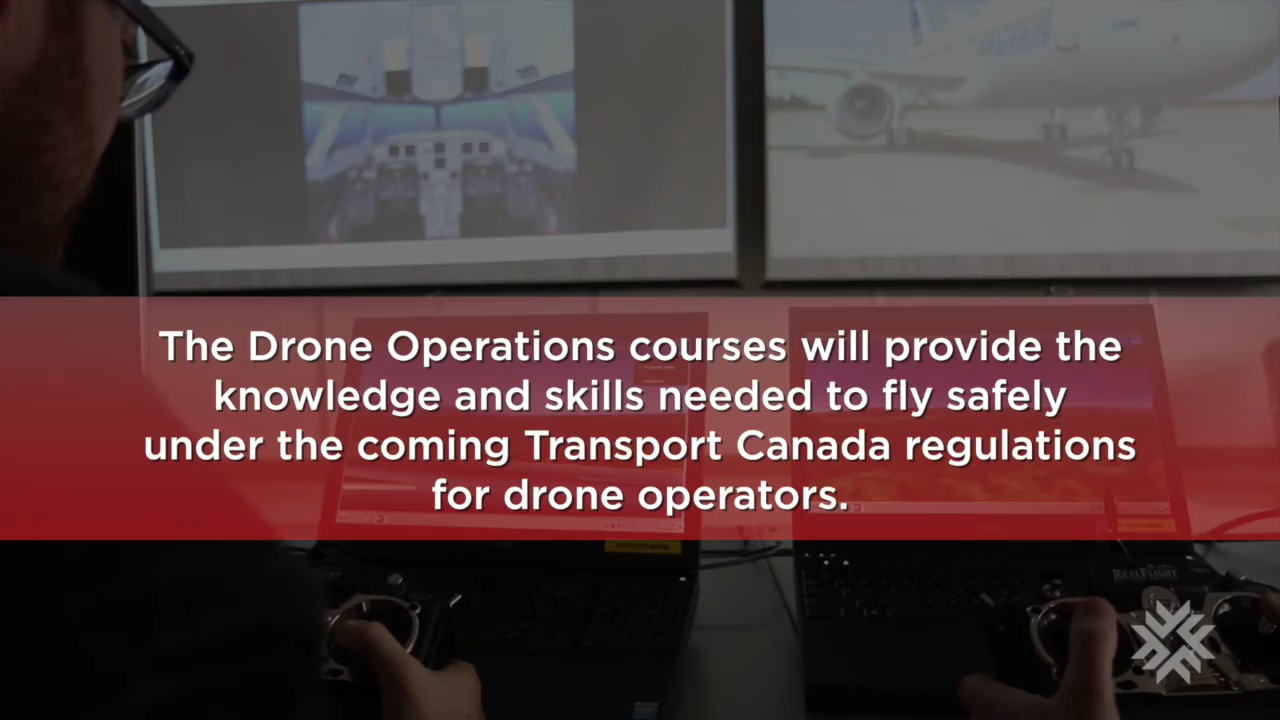 The Drone Operations courses will provide the
knowledge and skills needed to fly safely
under the coming Transport Canada regulations
for drone operators.
REALFLIGHT